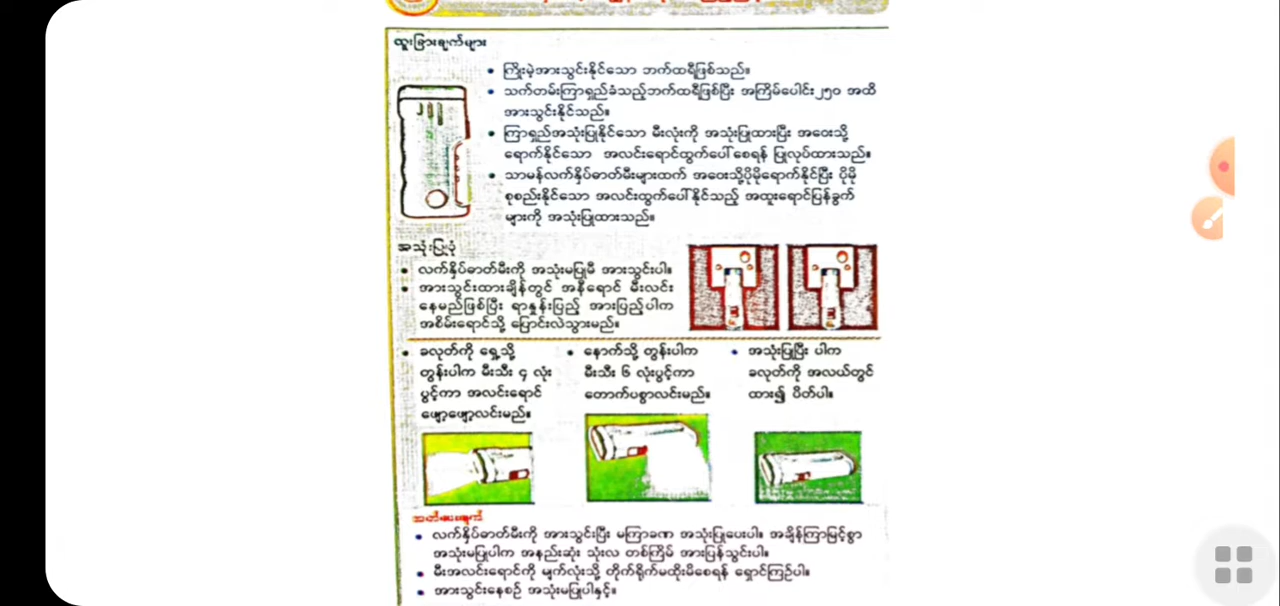 ထူးခြားချက်များ
• ကြိုးမဲ့အားသွင်းနိုင်သော ဘက်ထရီဖြစ်သည်။
• သက်တမ်းကြာရှည်ခံသည့်ဘက်ထရီဖြစ်ပြီး အကြိမ်ပေါင်း၂၅၀ အထိ
အားသွင်းနိုင်သည်။
• ကြာရှည်အသုံးပြုနိုင်သော မီးလုံးကို အသုံးပြုထားပြီး အဝေးသို့
ရောက်နိုင်သော အလင်းရောင်ထွက်ပေါ်စေရန် ပြုလုပ်ထားသည်။
• သာမန်လက်နှိပ်ဓာတ်မီးများထက် အဝေးသို့ပိုမိုရောက်နိုင်ပြီး ပိုမို
စုစည်းနိုင်သော အလင်းထွက်ပေါ်နိုင်သည့် အထူးရောင်ပြန်ခွက်
များကို အသုံးပြုထားသည်။
အသုံးပြုပုံ
• လက်နှိပ်ဓာတ်မီးကို အသုံးမပြုမီ အားသွင်းပါ။
• အားသွင်းထားချိန်တွင် အနီရောင် မီးလင်း
နေမည်ဖြစ်ပြီး ရာနှုန်းပြည့် အားပြည့်ပါက
အစိမ်းရောင်သို့ ပြောင်းလဲသွားမည်။
• ခလုတ်ကို ရှေ့သို့
တွန်းပါက မီးသီး ၄ လုံး
ပွင့်ကာ အလင်းရောင်
ဖျော့ဖျော့လင်းမည်။
• နောက်သို့ တွန်းပါက
မီးသီး ၆ လုံးပွင့်ကာ
တောက်ပစွာလင်းမည်။
• အသုံးပြုပြီး ပါက
ခလုတ်ကို အလယ်တွင်
ထား၍ ပိတ်ပါ။
သတိပေးချက်
• လက်နှိပ်ဓာတ်မီးကို အားသွင်းပြီး မကြာခဏ အသုံးပြုပေးပါ။ အချိန်ကြာမြင့်စွာ
အသုံးမပြုပါက အနည်းဆုံး သုံးလ တစ်ကြိမ် အားပြန်သွင်းပါ။
• မီးအလင်းရောင်ကို မျက်လုံးသို့ တိုက်ရိုက်မထိုးမိစေရန် ရှောင်ကြဉ်ပါ။
• အားသွင်းနေစဉ် အသုံးမပြုပါနှင့်။